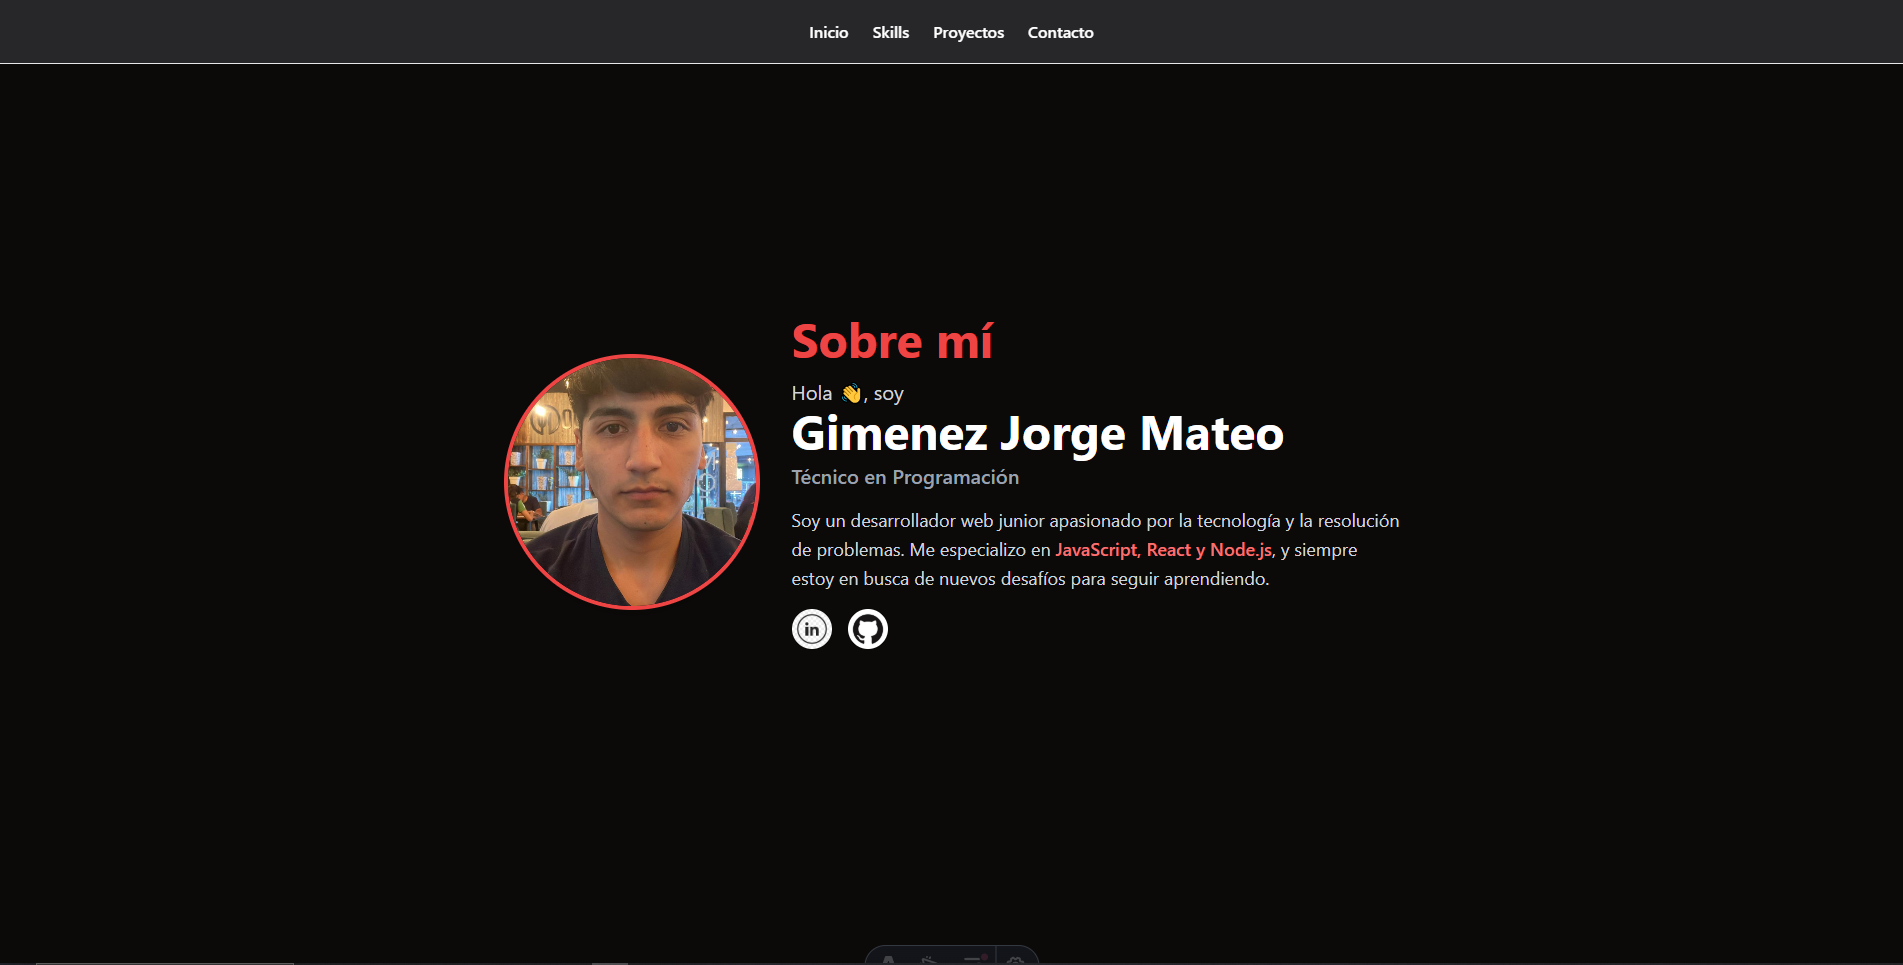 Inicio Skills Proyectos Contacto
Sobre mí
Hola 👋, soy
Gimenez Jorge Mateo
Técnico en Programación
Soy un desarrollador web junior apasionado por la tecnología y la resolución
de problemas. Me especializo en JavaScript, React y Node.js, y siempre
estoy en busca de nuevos desafíos para seguir aprendiendo.
in